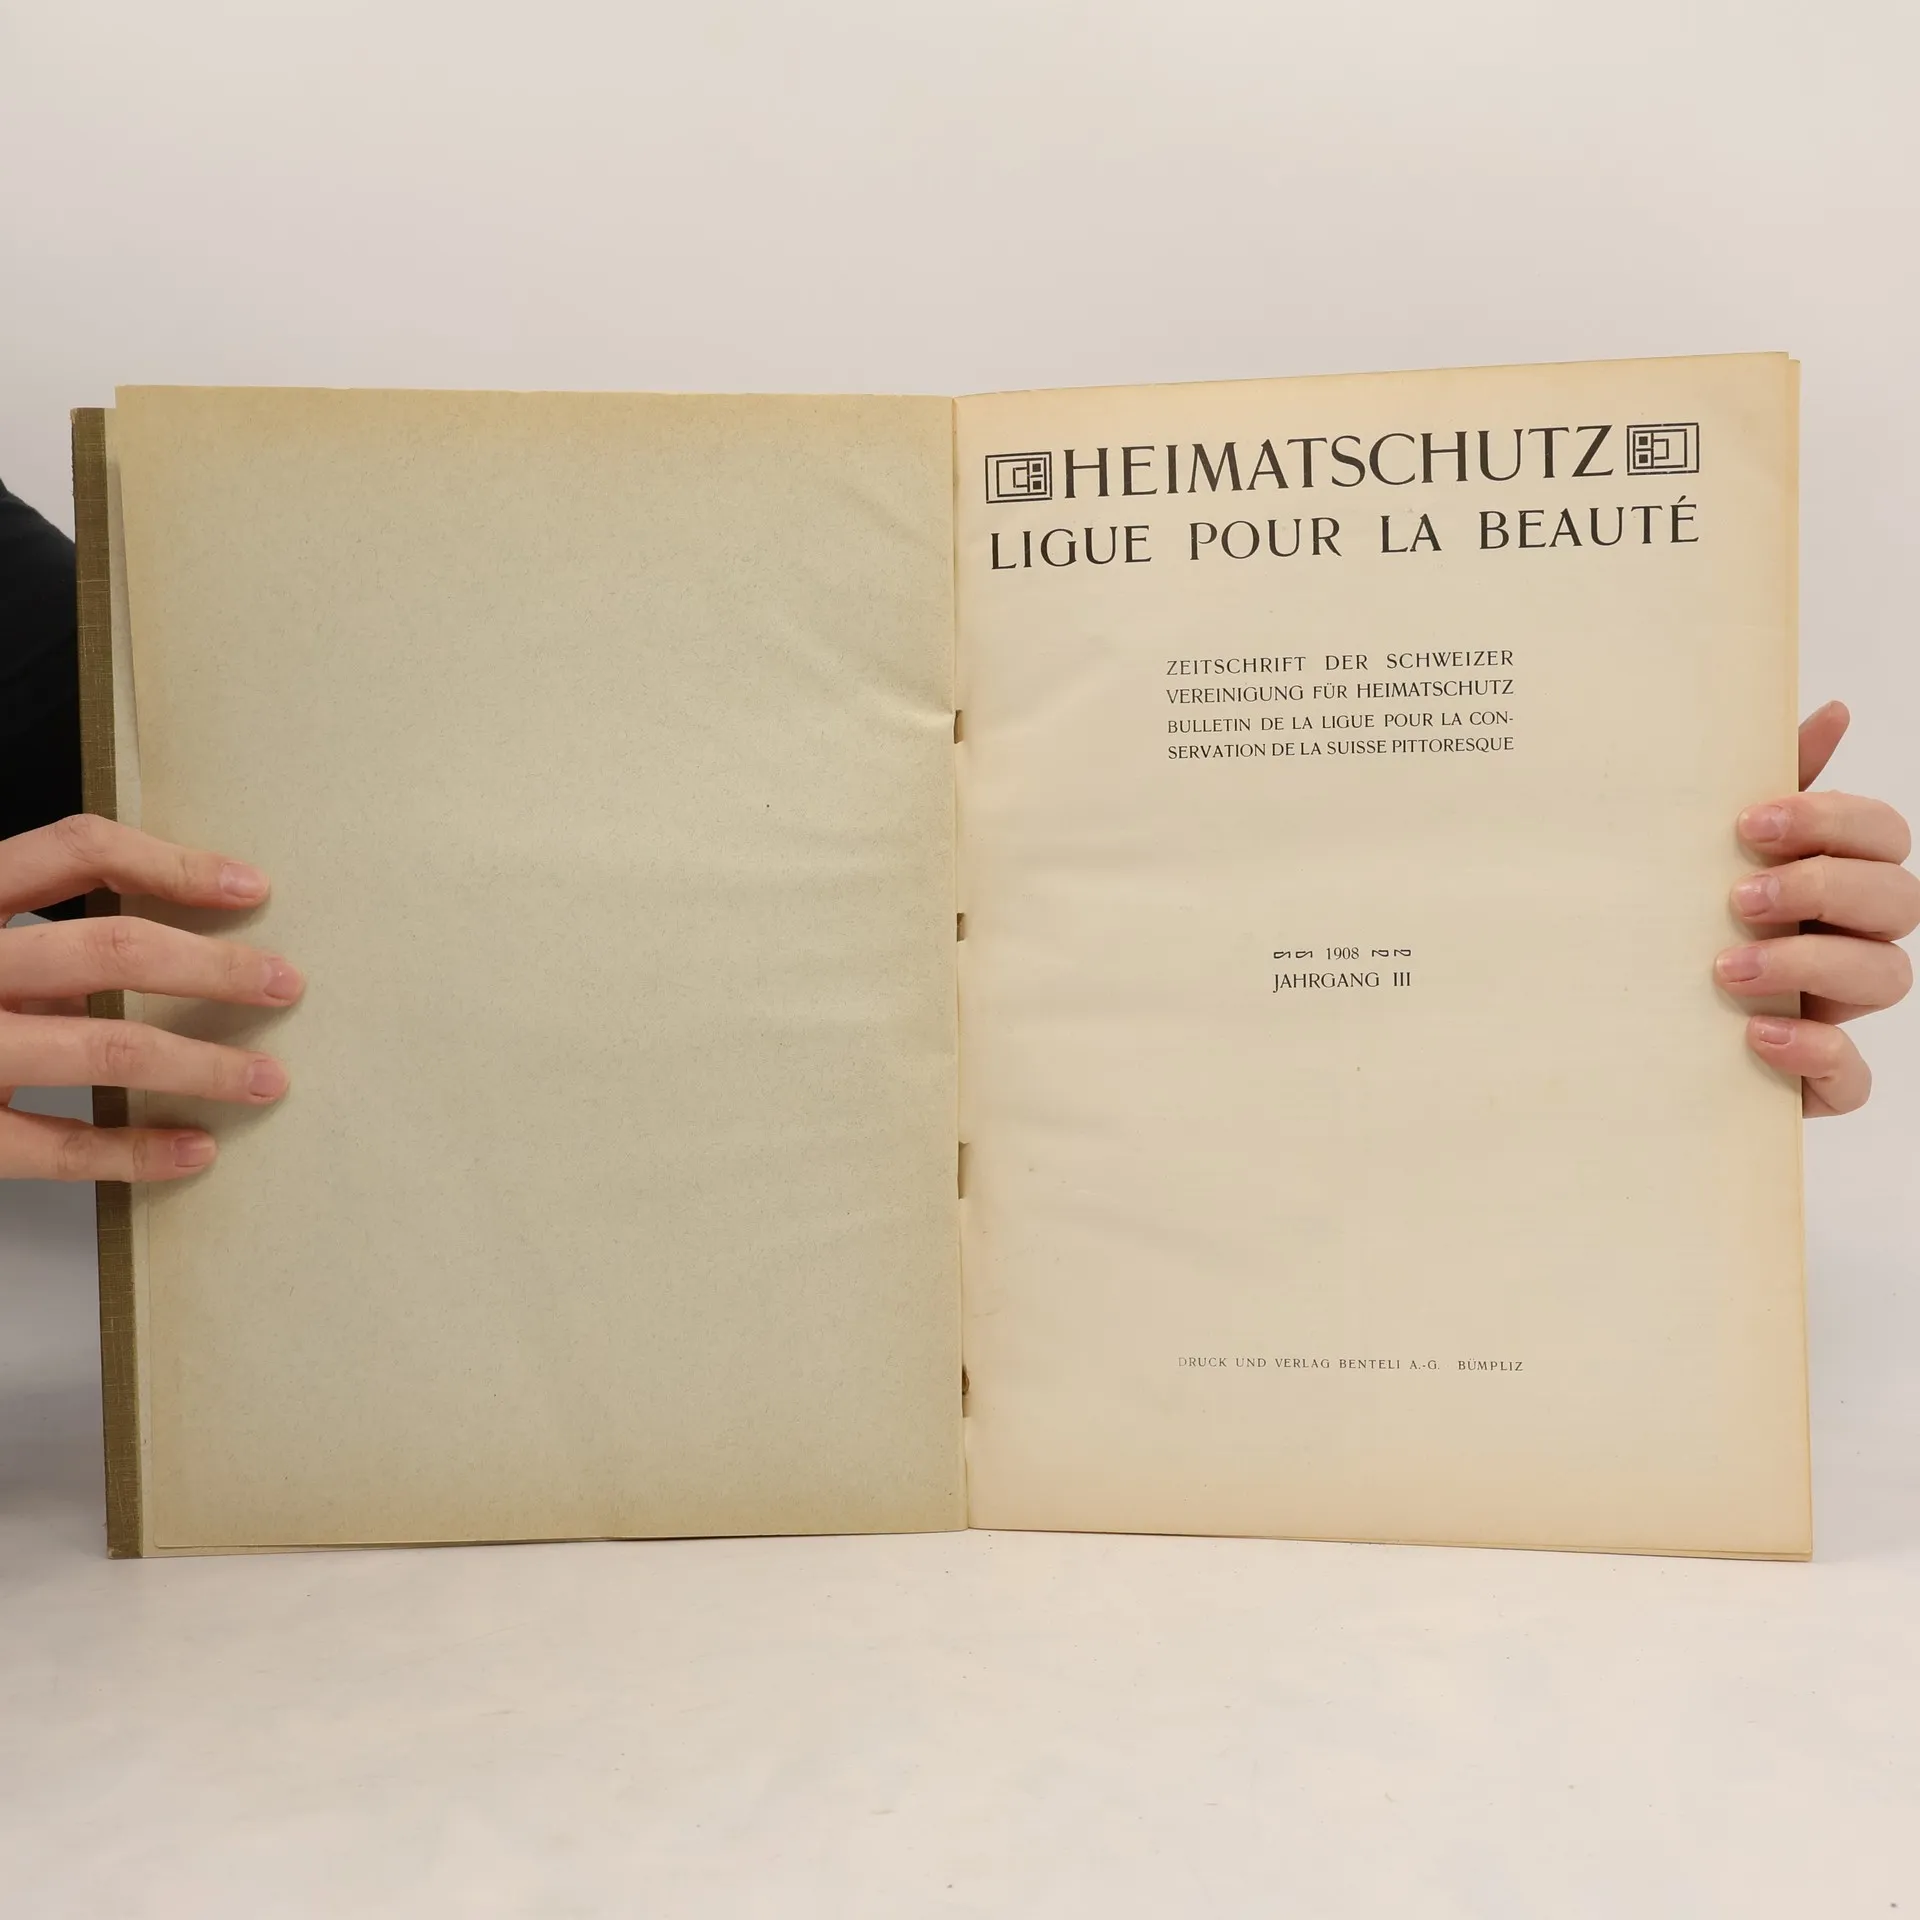 HEIMATSCHUTZ
LIGUE POUR LA BEAUTÉ
ZEITSCHRIFT DER SCHWEIZER
VEREINIGUNG FÜR HEIMATSCHUTZ
BULLETIN DE LA LIGUE POUR LA CON-
SERVATION DE LA SUISSE PITTORESQUE
1908
JAHRGANG III
DRUCK UND VERLAG BENTELI A.-G. BÜMPLIZ